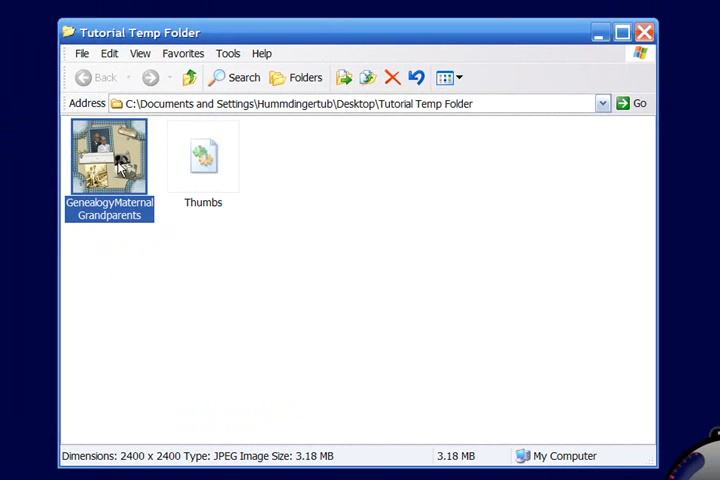 Tutorial Temp Folder
File Edit View Favorites Tools Help
Back Search Folders
Address C:\Documents and Settings\Hummdingertub\Desktop\Tutorial Temp Folder Go
GenealogyMaternal
Grandparents
Thumbs
Dimensions: 2400 x 2400 Type: JPEG Image Size: 3.18 MB 3.18 MB My Computer